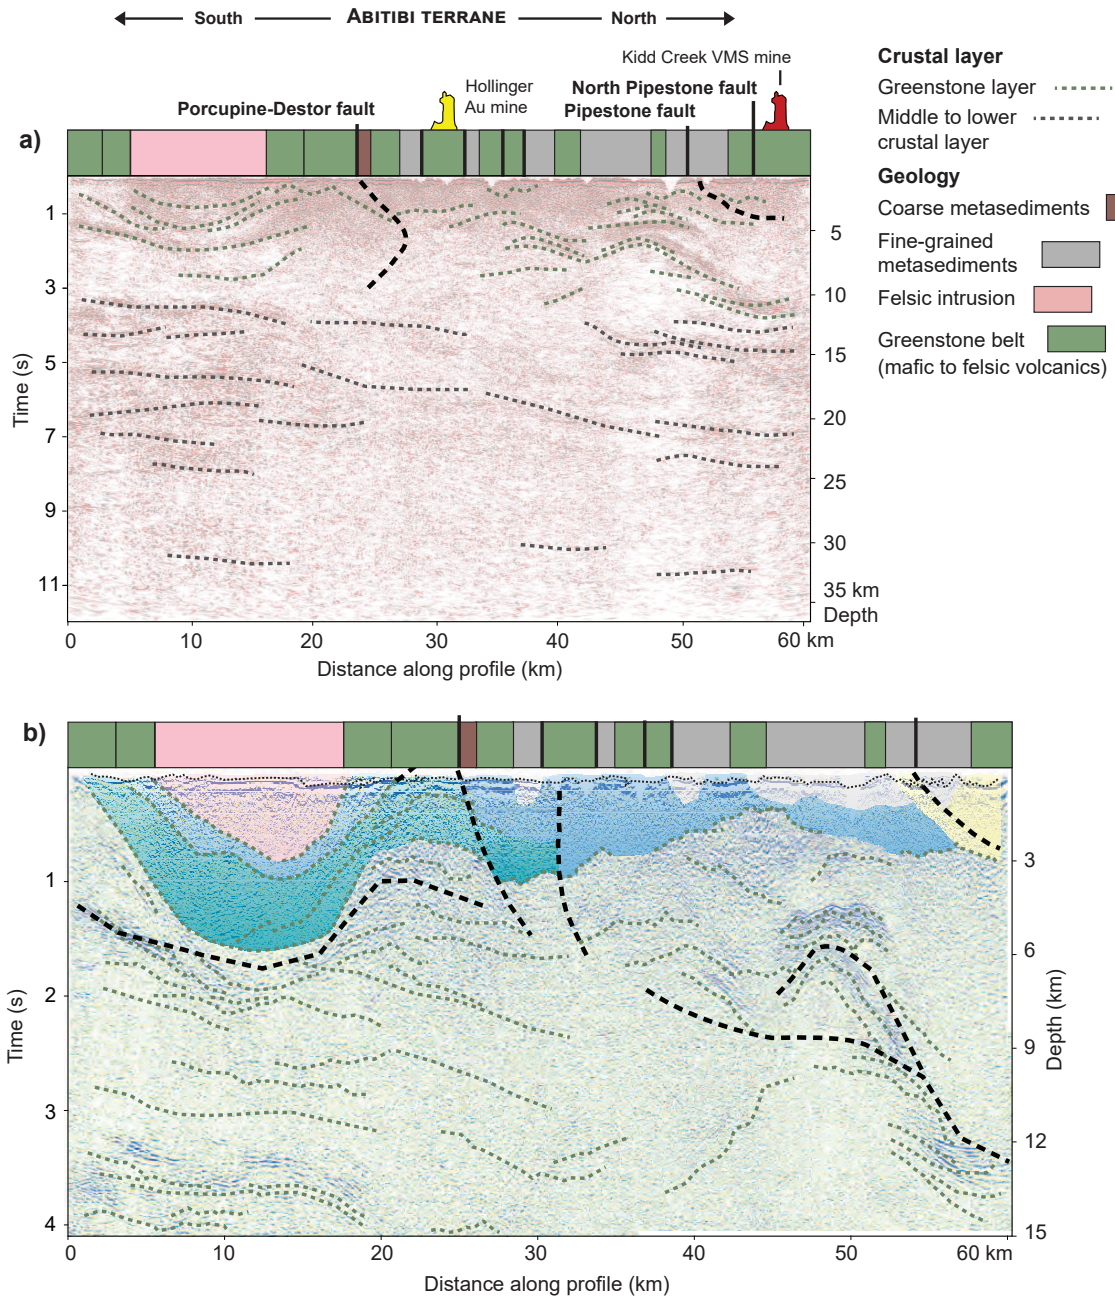 South ABITIBI TERRANE North
Kidd Creek VMS mine
Hollinger
Au mine
North Pipestone fault
Porcupine-Destor fault
Pipestone fault
a)
Crustal layer
Greenstone layer
Middle to lower
crustal layer
Geology
Coarse metasediments
Fine-grained
metasediments
Felsic intrusion
Greenstone belt
(mafic to felsic volcanics)
Time (s)
1
3
5
7
9
11
5
10
15
20
25
30
35 km
Depth
0 10 20 30 40 50 60 km
Distance along profile (km)
b)
Time (s)
1
2
3
4
3
6
9
12
15
Depth (km)
0 10 20 30 40 50 60 km
Distance along profile (km)